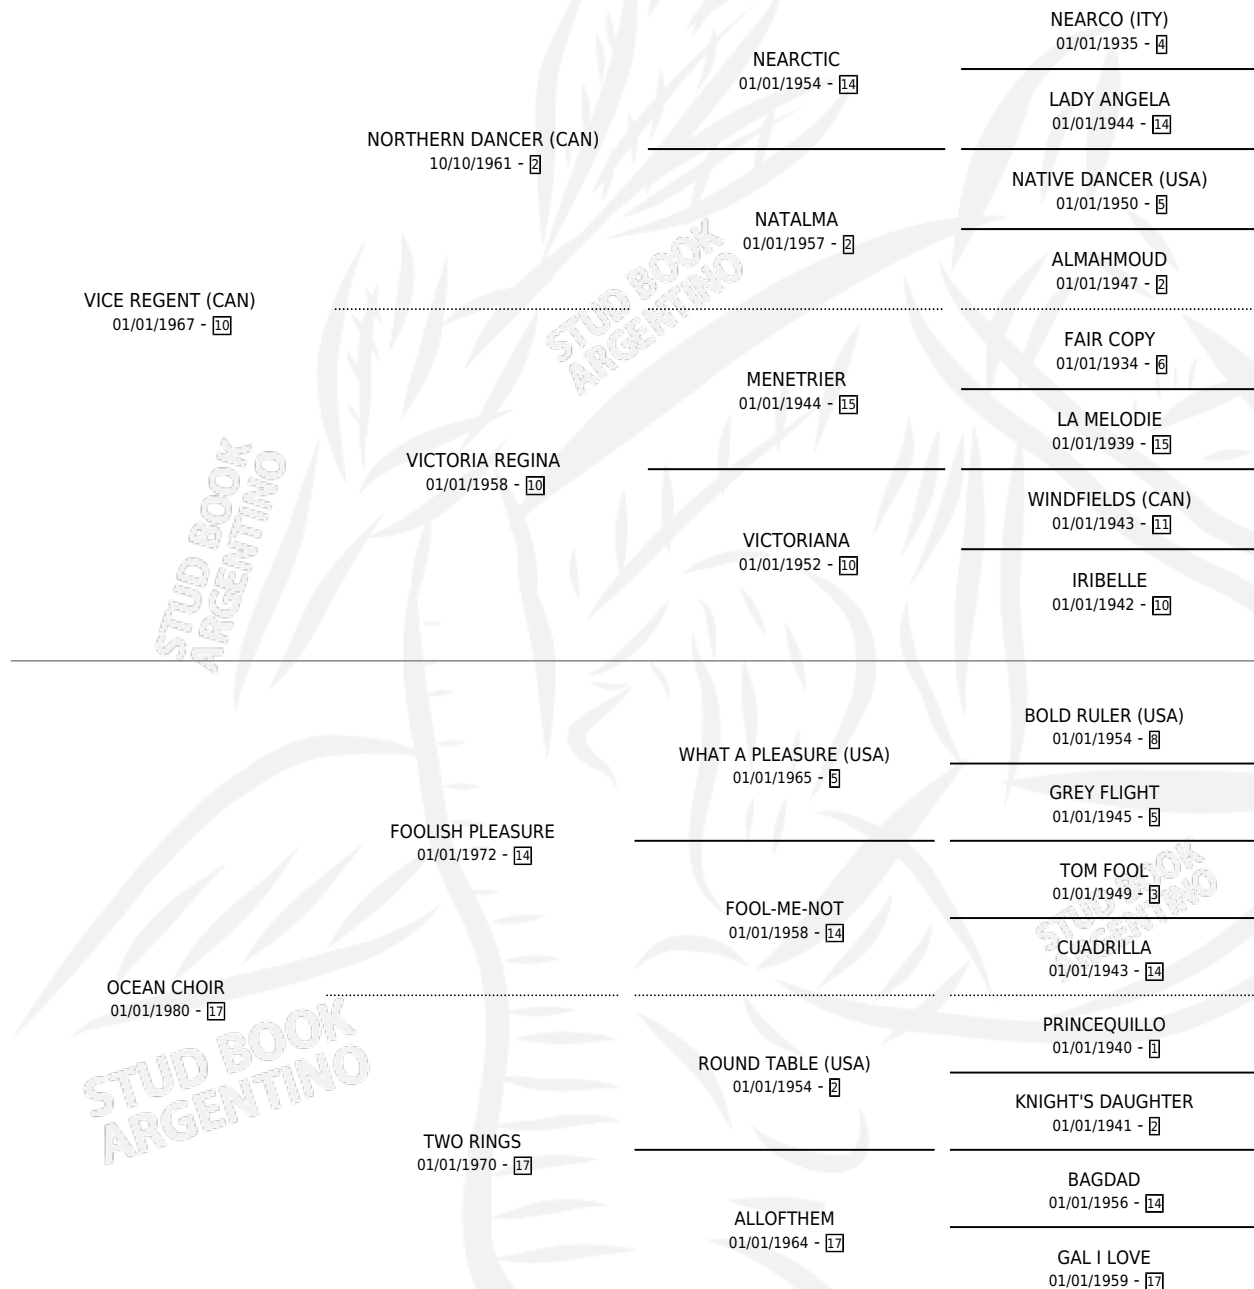 NEARCO (ITY)
01/01/1935 - 4
NEARCTIC
01/01/1954 - 14
LADY ANGELA
01/01/1944 - 14
NORTHERN DANCER (CAN)
10/10/1961 - 2
NATIVE DANCER (USA)
01/01/1950 - 5
NATALMA
01/01/1957 - 2
ALMAHMOUD
01/01/1947 - 2
VICE REGENT (CAN)
01/01/1967 - 10
FAIR COPY
01/01/1934 - 6
MENETRIER
01/01/1944 - 15
LA MELODIE
01/01/1939 - 15
VICTORIA REGINA
01/01/1958 - 10
WINDFIELDS (CAN)
01/01/1943 - 11
VICTORIANA
01/01/1952 - 10
IRIBELLE
01/01/1942 - 10
STUD BOOK
ARGENTINO
STUD BOOK
ARGENTINO
BOLD RULER (USA)
01/01/1954 - 8
WHAT A PLEASURE (USA)
01/01/1965 - 5
GREY FLIGHT
01/01/1945 - 5
FOOLISH PLEASURE
01/01/1972 - 14
TOM FOOL
01/01/1949 - 3
FOOL-ME-NOT
01/01/1958 - 14
CUADRILLA
01/01/1943 - 14
OCEAN CHOIR
01/01/1980 - 17
PRINCEQUILLO
01/01/1940 - 1
ROUND TABLE (USA)
01/01/1954 - 2
KNIGHT'S DAUGHTER
01/01/1941 - 2
TWO RINGS
01/01/1970 - 17
BAGDAD
01/01/1956 - 14
ALLOFTHEM
01/01/1964 - 17
GAL I LOVE
01/01/1959 - 17
STUD BOOK
ARGENTINO
STUD BOOK
ARGENTINO